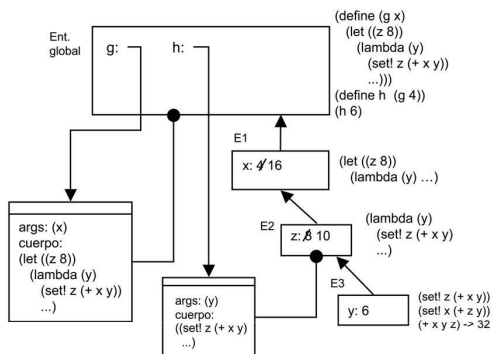 Ent.
global
g:
h:
(define (g x)
(let ((z 8))
(lambda (y)
(set! z (+ x y))
...)))
(define h  (g 4))
(h 6)
E1
x: 4 16
(let ((z 8))
(lambda (y) ...)
E2
z: 8 10
(lambda (y)
(set! z (+ x y)
...)
E3
y: 6
(set! z (+ x y))
(set! x (+ z y))
(+ x y z) -> 32
args: (x)
cuerpo:
(let ((z 8))
(lambda (y)
(set! z (+ x y))
...)
args: (y)
cuerpo:
((set! z (+ x y)
...)